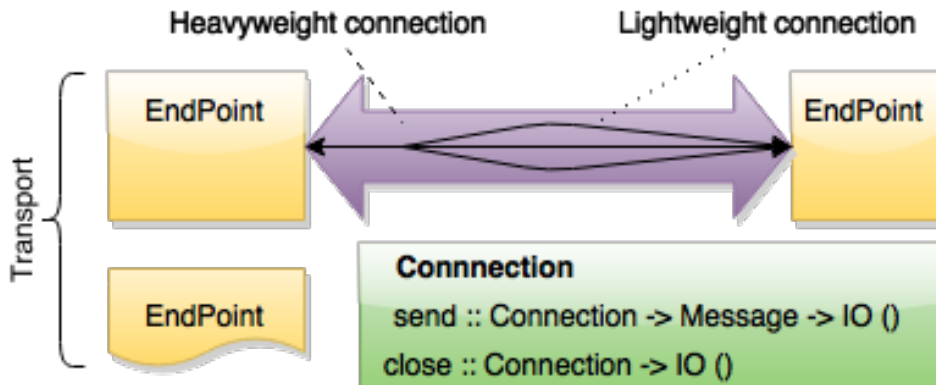 Heavyweight connection
Lightweight connection
EndPoint
EndPoint
Transport
EndPoint
Connnection
send :: Connection -> Message -> IO ()
close :: Connection -> IO ()